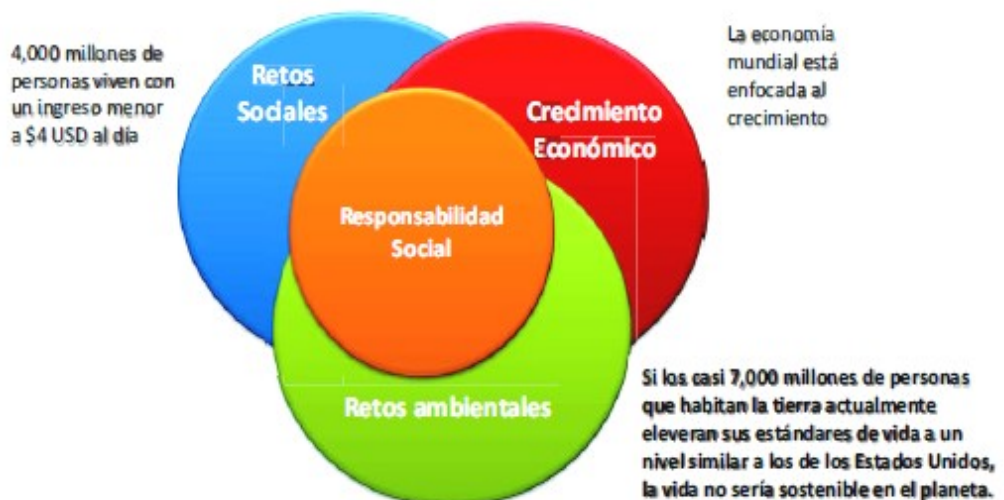 4,000 millones de
personas viven con
un ingreso menor
a $4 USD al día
Retos
Sociales
Crecimiento
Económico
La economía
mundial está
enfocada al
crecimiento
Responsabilidad
Social
Retos ambientales
Si los casi 7,000 millones de personas
que habitan la tierra actualmente
elevaran sus estándares de vida a un
nivel similar a los de los Estados Unidos,
la vida no sería sostenible en el planeta.